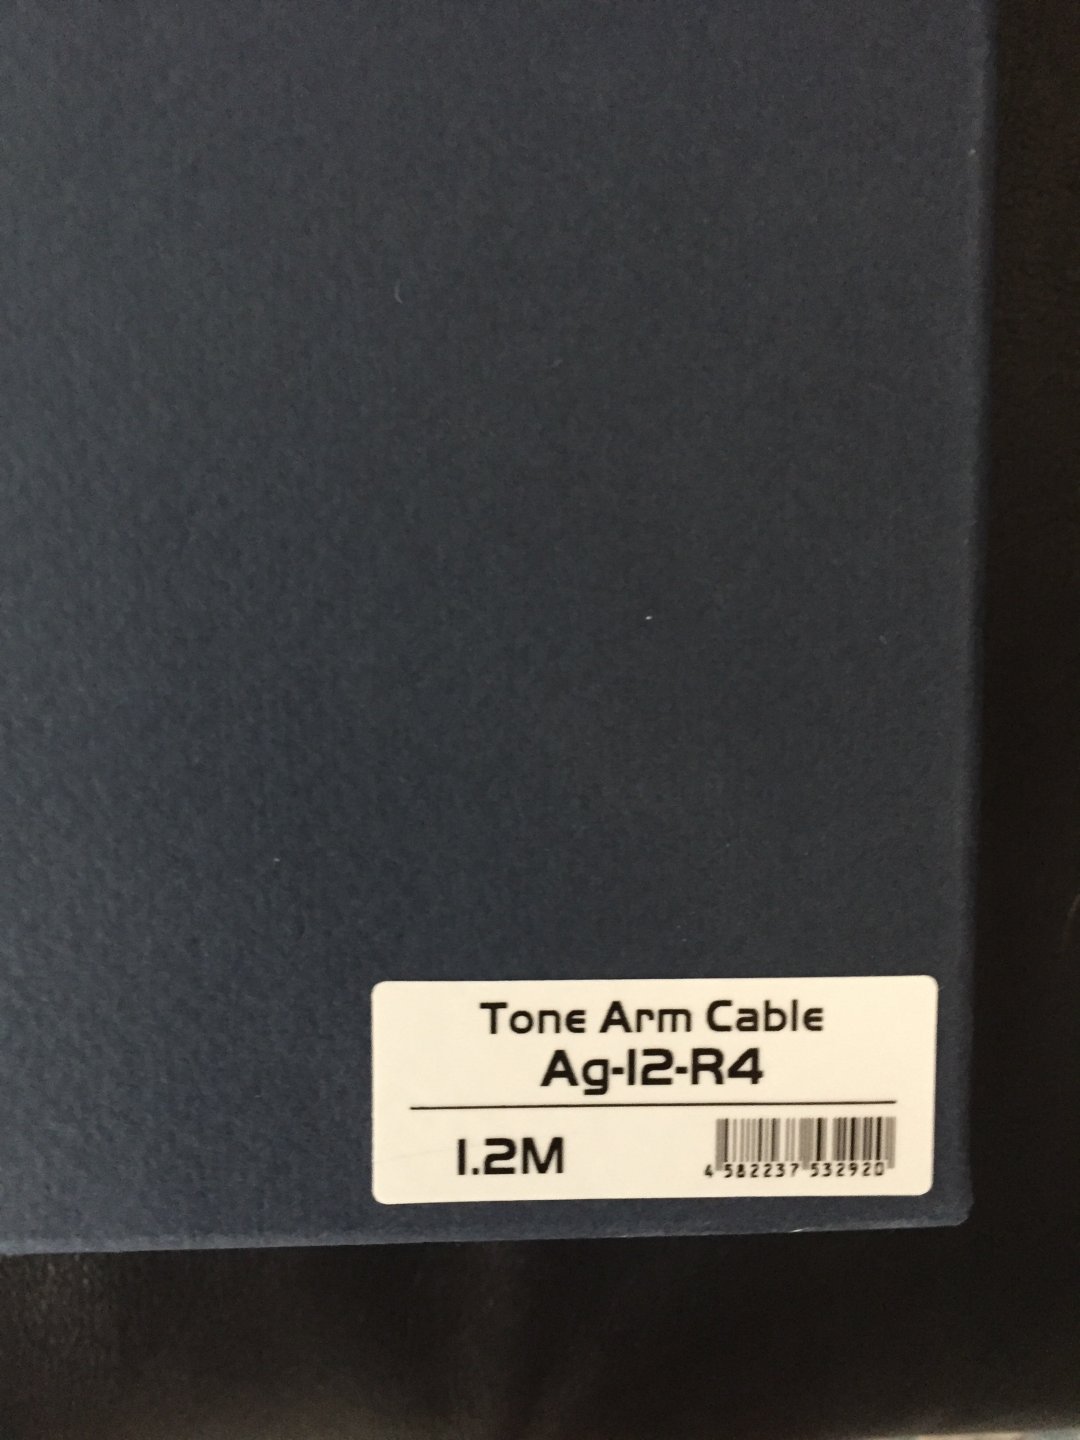 Tone Arm Cable
Ag-12-R4
1.2M
4 582237 532920